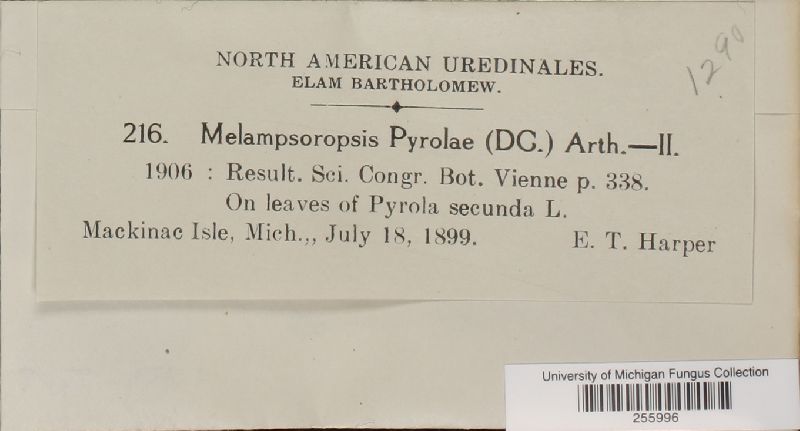 NORTH AMERICAN UREDINALES.
1290
ELAM BARTHOLOMEW.
216. Melampsoropsis Pyrolae (DC.) Arth.—II.
1906 : Result. Sci. Congr. Bot. Vienne p. 338.
On leaves of Pyrola secunda L.
Mackinac Isle, Mich.,, July 18, 1899. E. T. Harper
University of Michigan Fungus Collection
255996